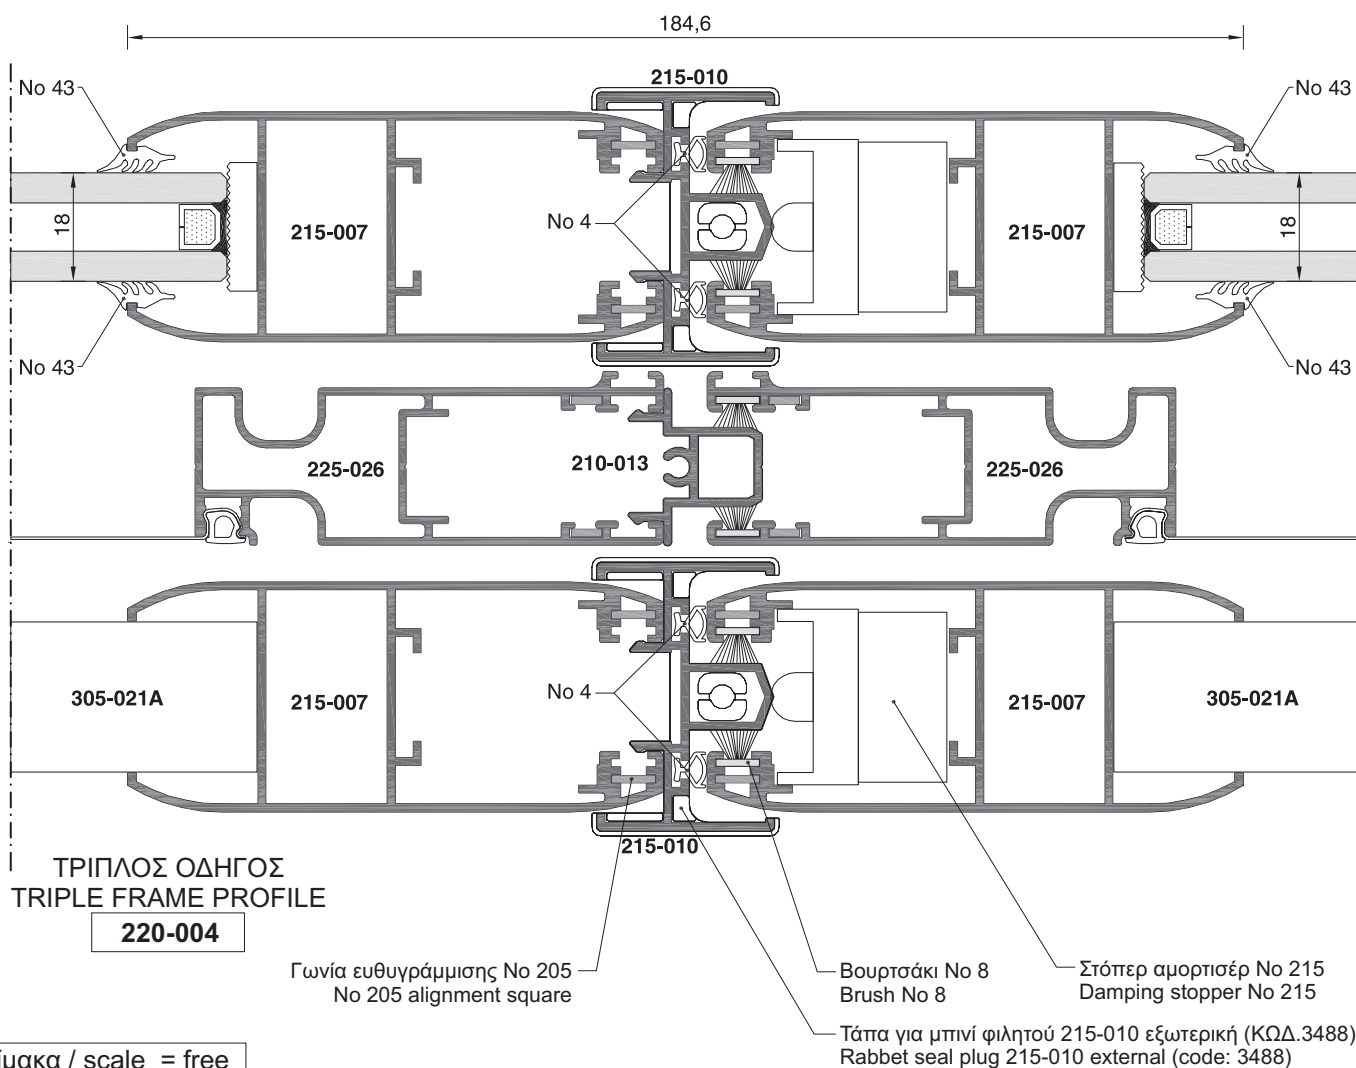 184,6
No 43
215-010
No 43
18
215-007
No 4
215-007
18
No 43
No 43
225-026
210-013
225-026
305-021A
215-007
No 4
215-007
305-021A
215-010
ΤΡΙΠΛΟΣ ΟΔΗΓΟΣ
TRIPLE FRAME PROFILE
220-004
Γωνία ευθυγράμμισης No 205
No 205 alignment square
Βουρτσάκι No 8
Brush No 8
Στόπερ αμορτισέρ No 215
Damping stopper No 215
Τάπα για μπινί φιλητού 215-010 εξωτερική (ΚΩΔ.3488)
Rabbet seal plug 215-010 external (code: 3488)
ίμακα / scale = free